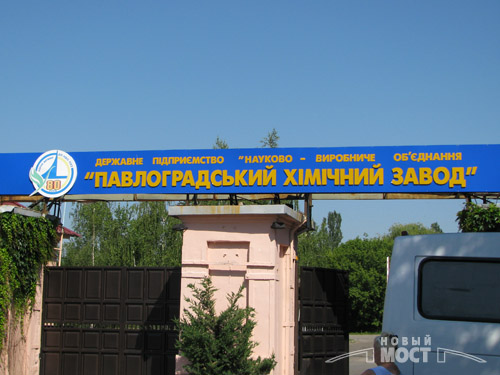 ДЕРЖАВНЕ ПІДПРИЄМСТВО "НАУКОВО - ВИРОБНИЧЕ ОБ'ЄДНАННЯ
"ПАВЛОГРАДСЬКИЙ ХІМІЧНИЙ ЗАВОД"
80
НОВЫЙ
МОСТ